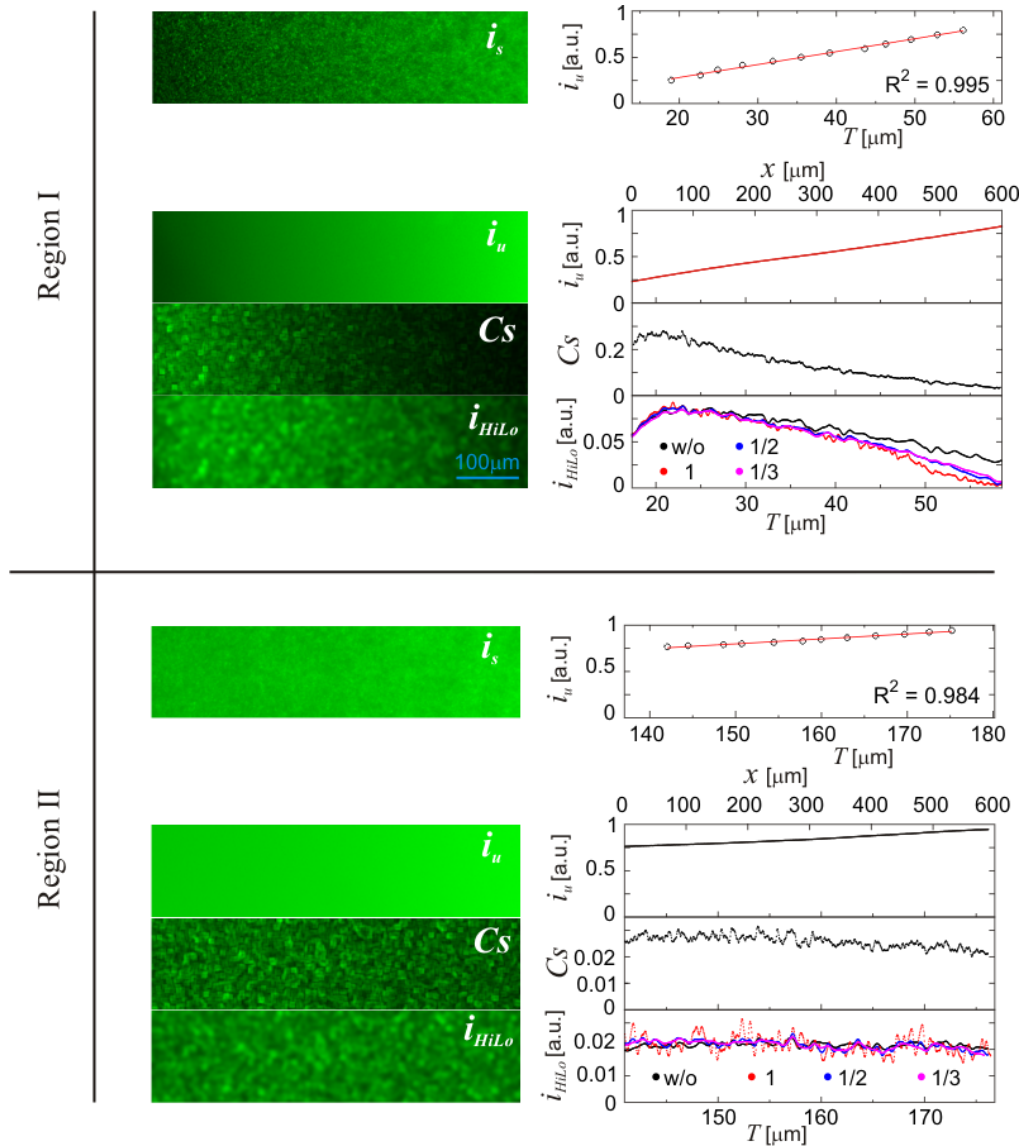 Region I
i_s
i_u
Cs
i_HiLo
100μm
1
0.5
0
i_u [a.u.]
R² = 0.995
20 30 40 50 60
T [μm]
x [μm]
0 100 200 300 400 500 600
1
0.5
0
i_u [a.u.]
0.2
0
Cs
0.05
0
i_HiLo [a.u.]
w/o 1/2
1 1/3
20 30 40 50
T [μm]
Region II
i_s
i_u
Cs
i_HiLo
1
0.5
0
i_u [a.u.]
R² = 0.984
140 150 160 170 180
T [μm]
x [μm]
0 100 200 300 400 500 600
1
0.5
0
i_u [a.u.]
0.02
0.01
0
Cs
0.02
0.01
0
i_HiLo [a.u.]
w/o 1 1/2 1/3
150 160 170
T [μm]